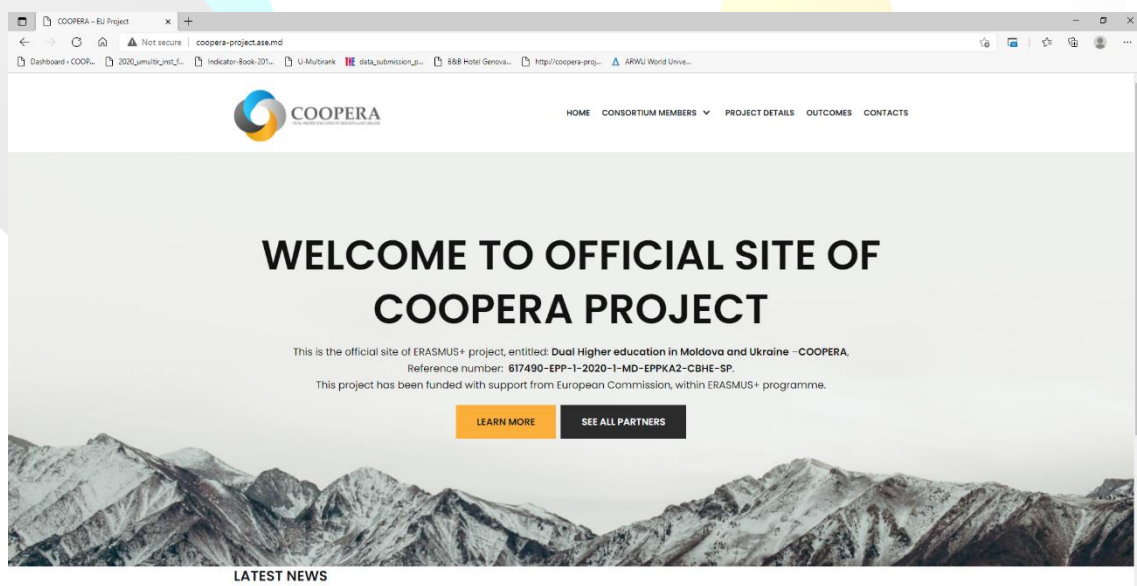 COOPERA – EU Project
Not secure | coopera-project.ase.md
Dashboard ‹ COOP... 2020_umultir_inst_f... Indicator-Book-201... U-Multirank data_submission_p... B&B Hotel Genova... http://coopera-proj... ARWU World Unive...
COOPERA
HOME CONSORTIUM MEMBERS PROJECT DETAILS OUTCOMES CONTACTS
WELCOME TO OFFICIAL SITE OF
COOPERA PROJECT
This is the official site of ERASMUS+ project, entitled: Dual Higher education in Moldova and Ukraine –COOPERA,
Reference number: 617490-EPP-1-2020-1-MD-EPPKA2-CBHE-SP.
This project has been funded with support from European Commission, within ERASMUS+ programme.
LEARN MORE SEE ALL PARTNERS
LATEST NEWS